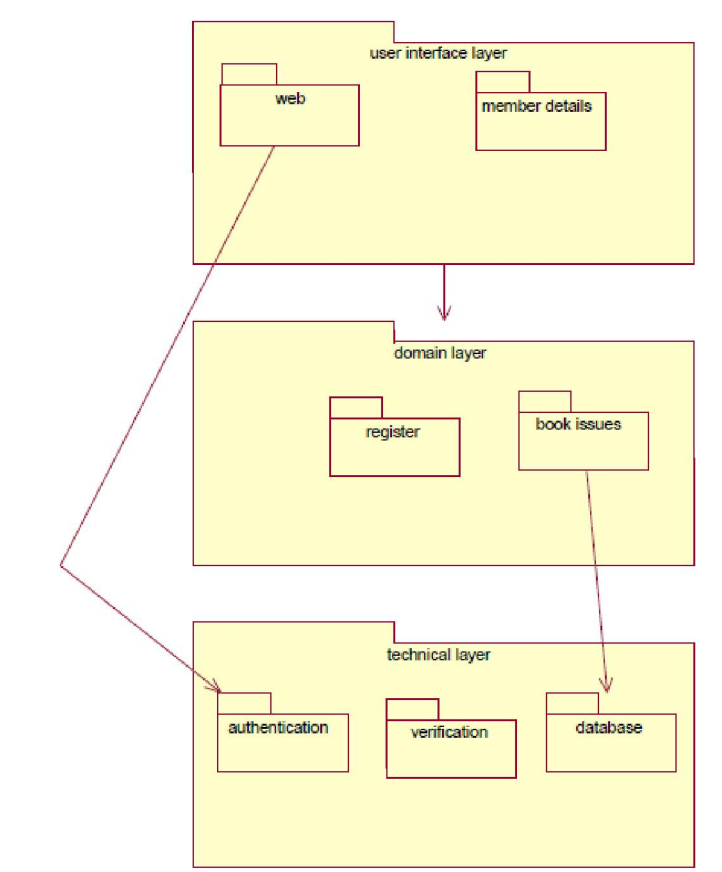 user interface layer
web
member details
domain layer
register
book issues
technical layer
authentication
verification
database